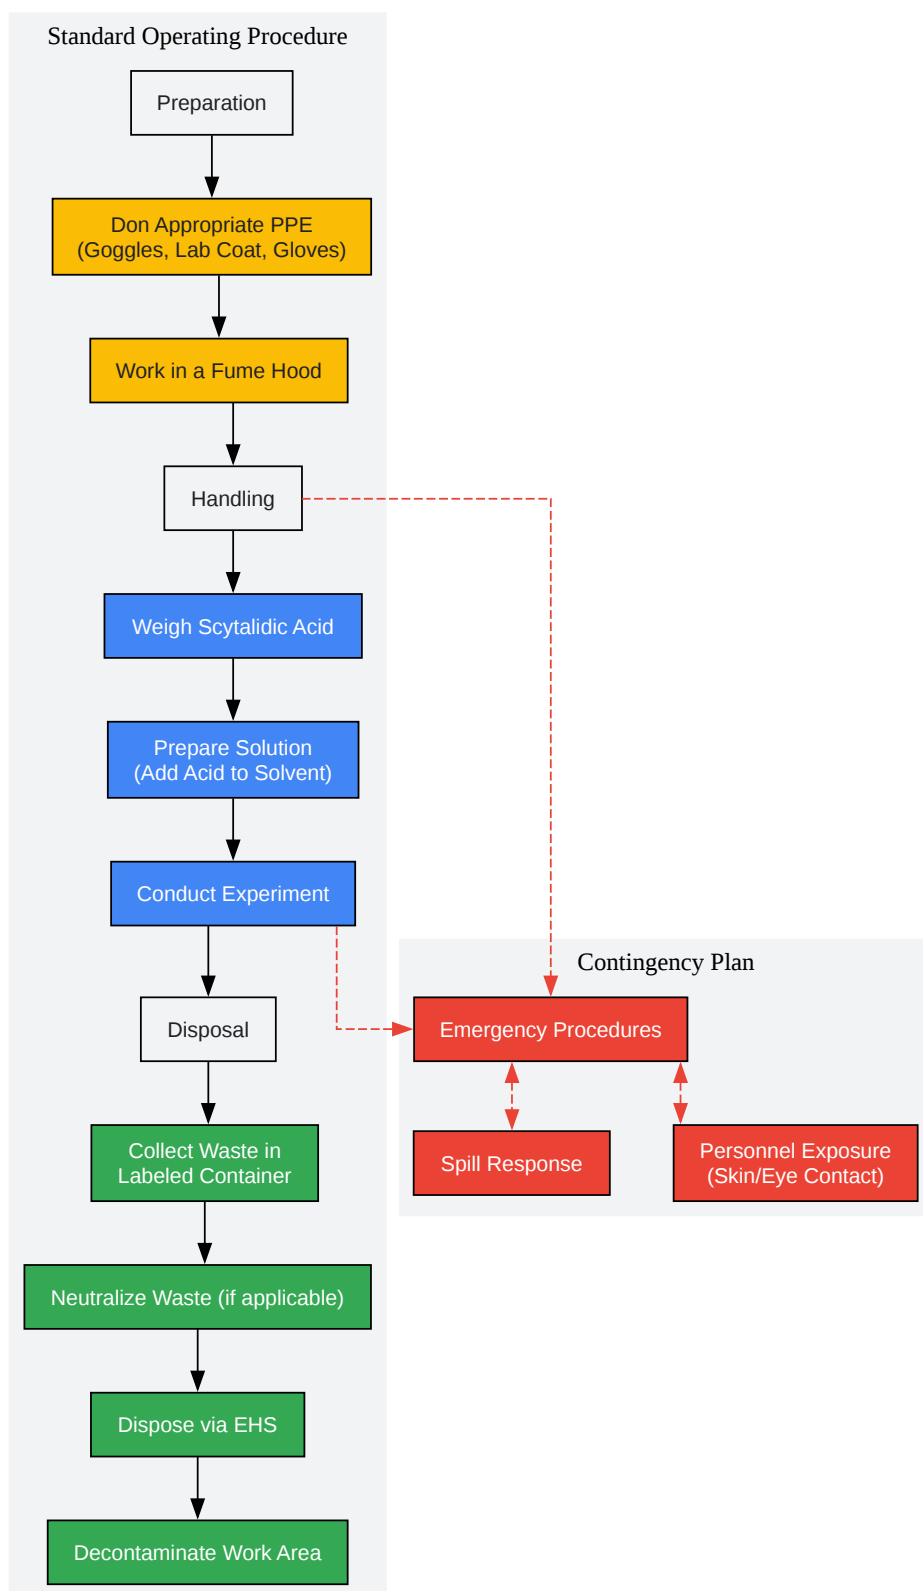 Standard Operating Procedure
Preparation
Don Appropriate PPE
(Goggles, Lab Coat, Gloves)
Work in a Fume Hood
Handling
Weigh Scytalidic Acid
Prepare Solution
(Add Acid to Solvent)
Conduct Experiment
Disposal
Collect Waste in
Labeled Container
Neutralize Waste (if applicable)
Dispose via EHS
Decontaminate Work Area
Contingency Plan
Emergency Procedures
Spill Response
Personnel Exposure
(Skin/Eye Contact)